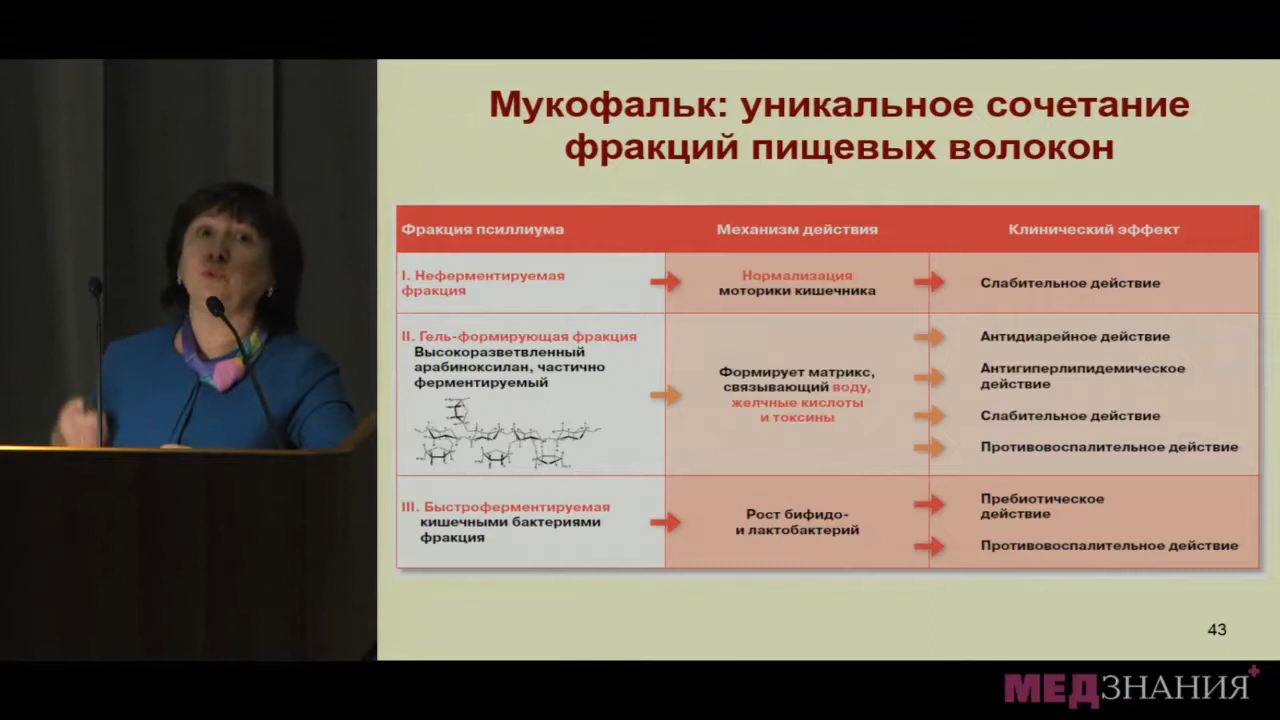 Мукофальк: уникальное сочетание
фракций пищевых волокон
Фракция псиллиума
Механизм действия
Клинический эффект
I. Неферментируемая
фракция
Нормализация
моторики кишечника
Слабительное действие
II. Гель-формирующая фракция
Высокоразветвленный
арабиноксилан, частично
ферментируемый
Формирует матрикс,
связывающий воду,
желчные кислоты
и токсины
Антидиарейное действие
Антигиперлипидемическое
действие
Слабительное действие
Противовоспалительное действие
III. Быстроферментируемая
кишечными бактериями
фракция
Рост бифидо-
и лактобактерий
Пребиотическое
действие
Противовоспалительное действие
43
МЕДЗНАНИЯ+